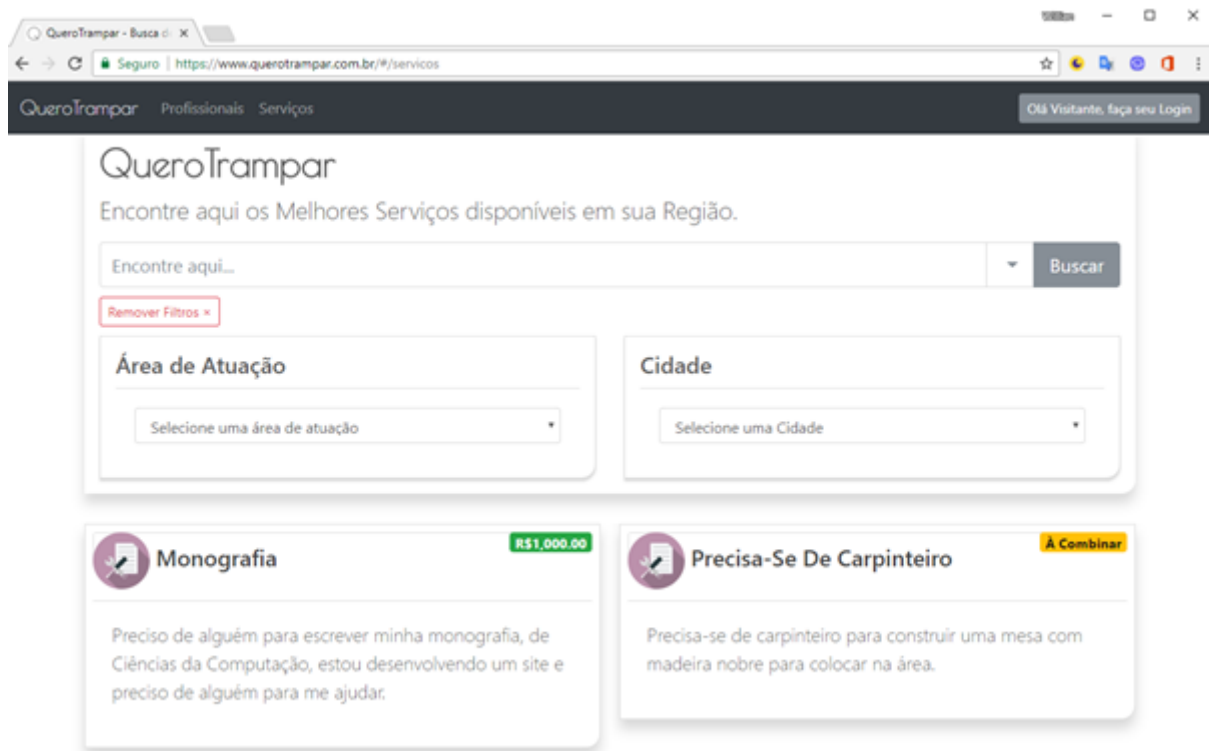 QueroTrampar - Busca d
Seguro | https://www.querotrampar.com.br/#/servicos
QueroTrampar Profissionais Serviços Olá Visitante, faça seu Login
QueroTrampar
Encontre aqui os Melhores Serviços disponíveis em sua Região.
Encontre aqui... Buscar
Remover Filtros ×
Área de Atuação
Selecione uma área de atuação
Cidade
Selecione uma Cidade
Monografia R$1,000.00
Preciso de alguém para escrever minha monografia, de
Ciências da Computação, estou desenvolvendo um site e
preciso de alguém para me ajudar.
Precisa-Se De Carpinteiro À Combinar
Precisa-se de carpinteiro para construir uma mesa com
madeira nobre para colocar na área.